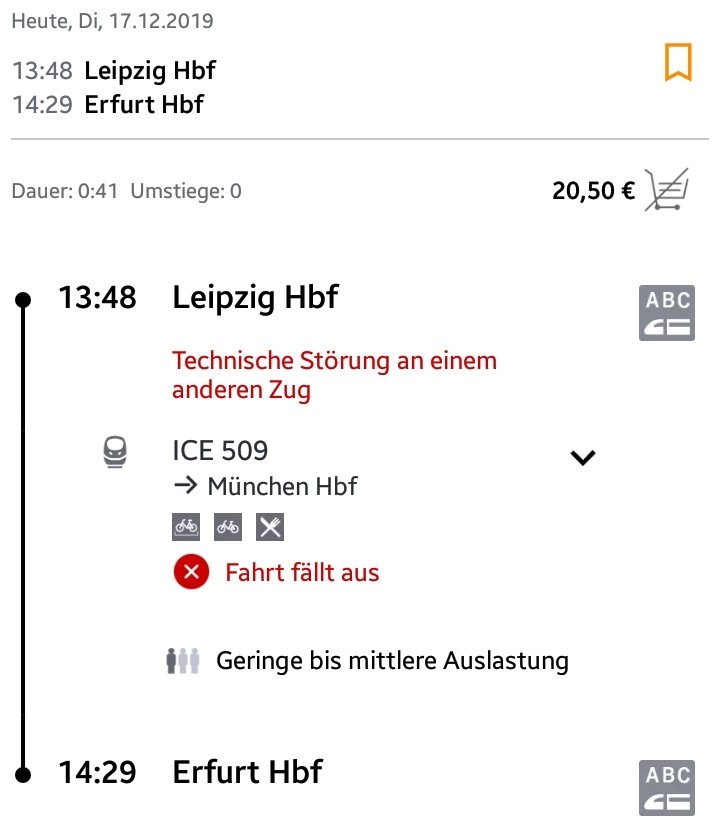 Heute, Di, 17.12.2019
13:48 Leipzig Hbf
14:29 Erfurt Hbf
Dauer: 0:41 Umstiege: 0 20,50 €
13:48 Leipzig Hbf ABC
Technische Störung an einem
anderen Zug
ICE 509
→ München Hbf
Fahrt fällt aus
Geringe bis mittlere Auslastung
14:29 Erfurt Hbf ABC